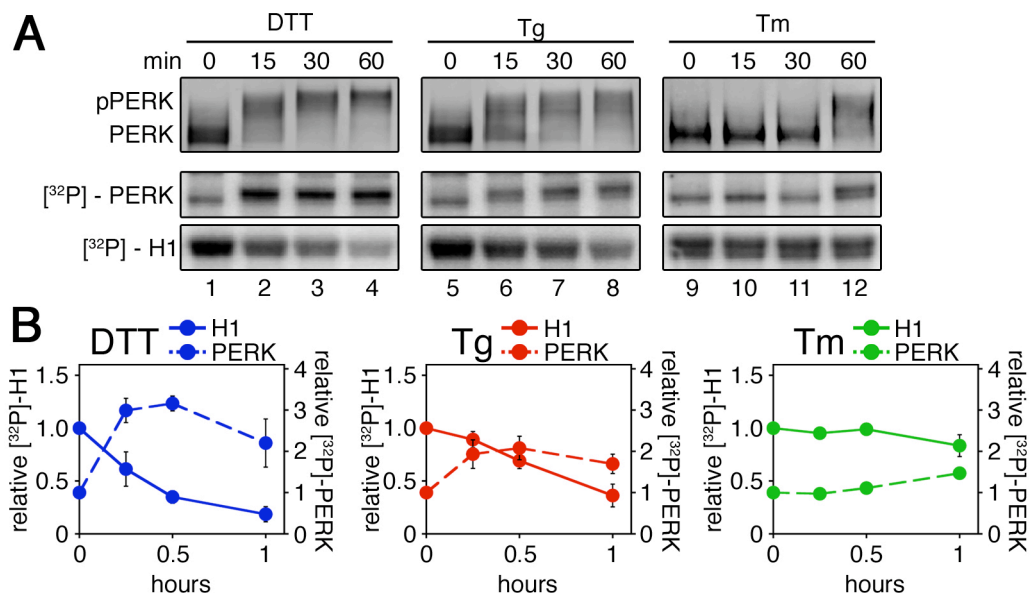 A
DTT Tg Tm
min 0 15 30 60 0 15 30 60 0 15 30 60
pPERK
PERK
[³²P] - PERK
[³²P] - H1
1 2 3 4 5 6 7 8 9 10 11 12
B
DTT H1 PERK
relative [³²P]-H1
1.5 1.0 0.5 0
4 3 2 1 0
relative [³²P]-PERK
0 0.5 1
hours
Tg H1 PERK
relative [³²P]-H1
1.5 1.0 0.5 0
4 3 2 1 0
relative [³²P]-PERK
0 0.5 1
hours
Tm H1 PERK
relative [³²P]-H1
1.5 1.0 0.5 0
4 3 2 1 0
relative [³²P]-PERK
0 0.5 1
hours